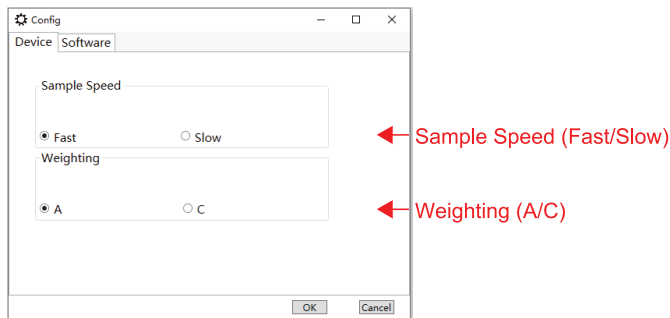 Config
Device Software
Sample Speed
Fast Slow
Sample Speed (Fast/Slow)
Weighting
A C
Weighting (A/C)
OK Cancel